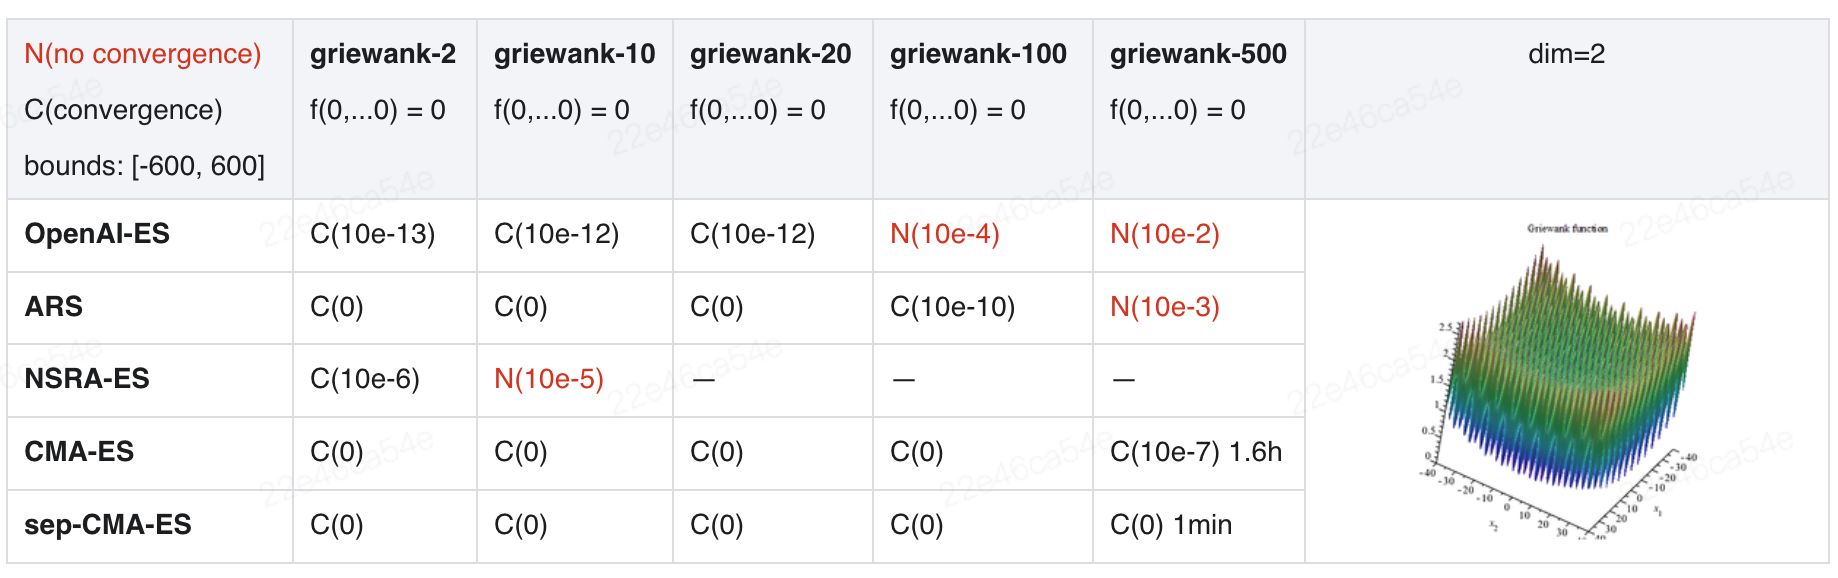 N(no convergence)
C(convergence)
bounds: [-600, 600]
griewank-2
f(0,...0) = 0
griewank-10
f(0,...0) = 0
griewank-20
f(0,...0) = 0
griewank-100
f(0,...0) = 0
griewank-500
f(0,...0) = 0
dim=2
OpenAI-ES
C(10e-13)
C(10e-12)
C(10e-12)
N(10e-4)
N(10e-2)
ARS
C(0)
C(0)
C(0)
C(10e-10)
N(10e-3)
NSRA-ES
C(10e-6)
N(10e-5)
—
—
—
CMA-ES
C(0)
C(0)
C(0)
C(0)
C(10e-7) 1.6h
sep-CMA-ES
C(0)
C(0)
C(0)
C(0)
C(0) 1min
Griewank function
2.5
2
1.5
1
0.5
0
-40
-30
-20
-10
0
10
20
30
x₂
-40
-30
-20
-10
0
10
20
30
40
x₁
22e46ca54e